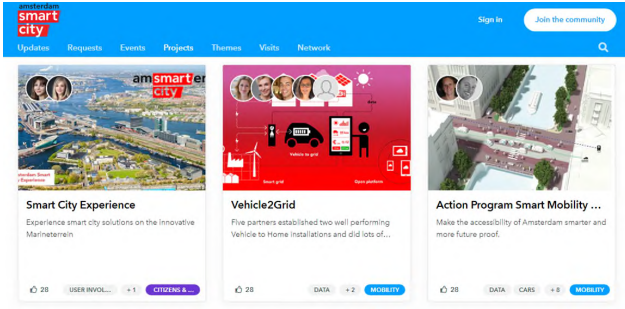 amsterdam
smart
city
Sign in
Join the community
Updates Requests Events Projects Themes Visits Network
amsterdam
smart
city
Smart City Experience
Experience smart city solutions on the innovative
Marineterrein
28 USER INVOL... +1 CITIZENS & ...
Vehicle to grid
Smart grid
Open platform
Vehicle2Grid
Five partners established two well performing
Vehicle to Home installations and did lots of...
28 DATA +2 MOBILITY
Action Program Smart Mobility ...
Make the accessibility of Amsterdam smarter and
more future proof.
28 DATA CARS +8 MOBILITY